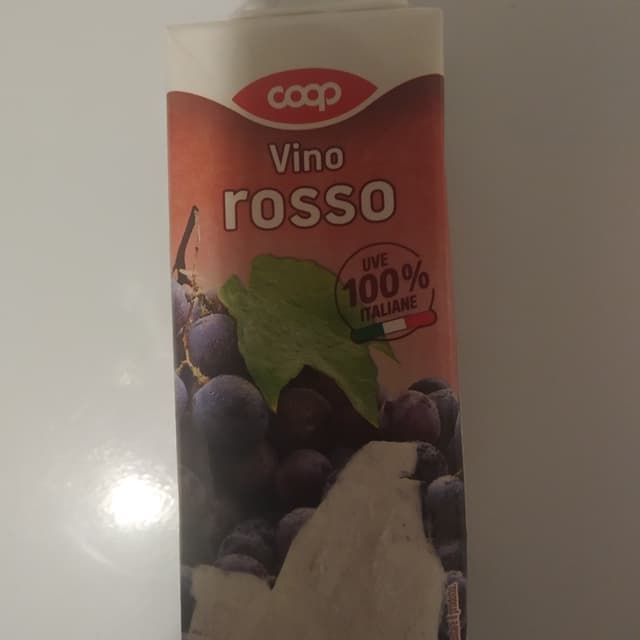 coop
Vino
rosso
UVE
100%
ITALIANE